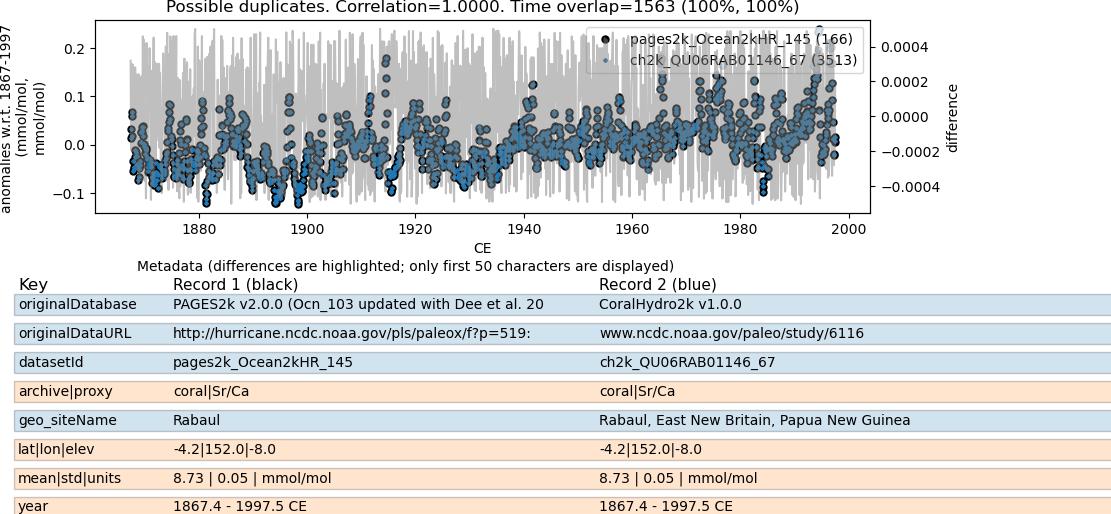 Possible duplicates. Correlation=1.0000. Time overlap=1563 (100%, 100%)
anomalies w.r.t. 1867-1997
(mmol/mol,
mmol/mol)
0.2
0.1
0.0
−0.1
pages2k_Ocean2kHR_145 (166)
ch2k_QU06RAB01146_67 (3513)
0.0004
0.0002
0.0000
−0.0002
−0.0004
difference
1880
1900
1920
1940
1960
1980
2000
CE
Metadata (differences are highlighted; only first 50 characters are displayed)
Key Record 1 (black) Record 2 (blue)
originalDatabase PAGES2k v2.0.0 (Ocn_103 updated with Dee et al. 20 CoralHydro2k v1.0.0
originalDataURL http://hurricane.ncdc.noaa.gov/pls/paleox/f?p=519: www.ncdc.noaa.gov/paleo/study/6116
datasetId pages2k_Ocean2kHR_145 ch2k_QU06RAB01146_67
archive|proxy coral|Sr/Ca coral|Sr/Ca
geo_siteName Rabaul Rabaul, East New Britain, Papua New Guinea
lat|lon|elev -4.2|152.0|-8.0 -4.2|152.0|-8.0
mean|std|units 8.73 | 0.05 | mmol/mol 8.73 | 0.05 | mmol/mol
year 1867.4 - 1997.5 CE 1867.4 - 1997.5 CE